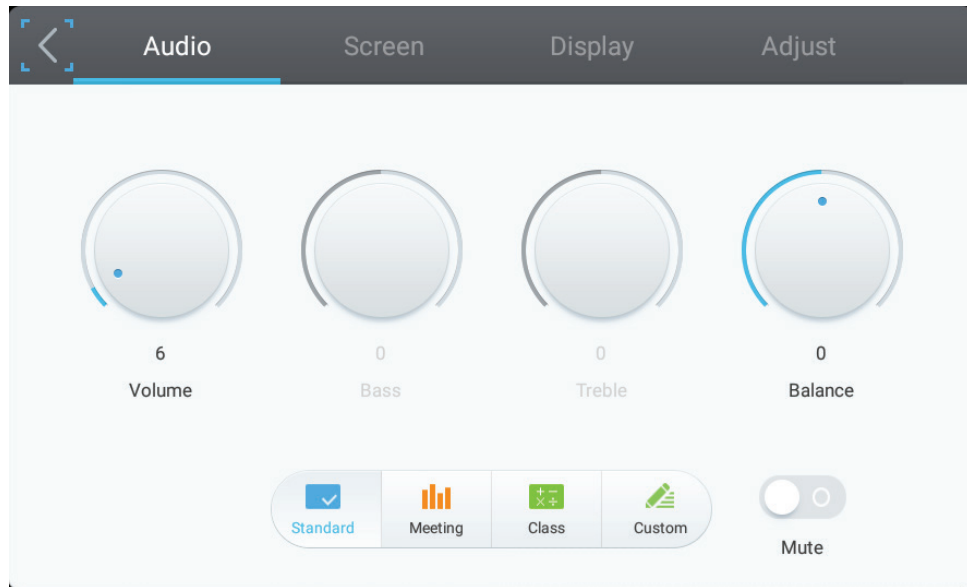 Audio Screen Display Adjust
6 0 0 0
Volume Bass Treble Balance
Standard Meeting Class Custom
Mute